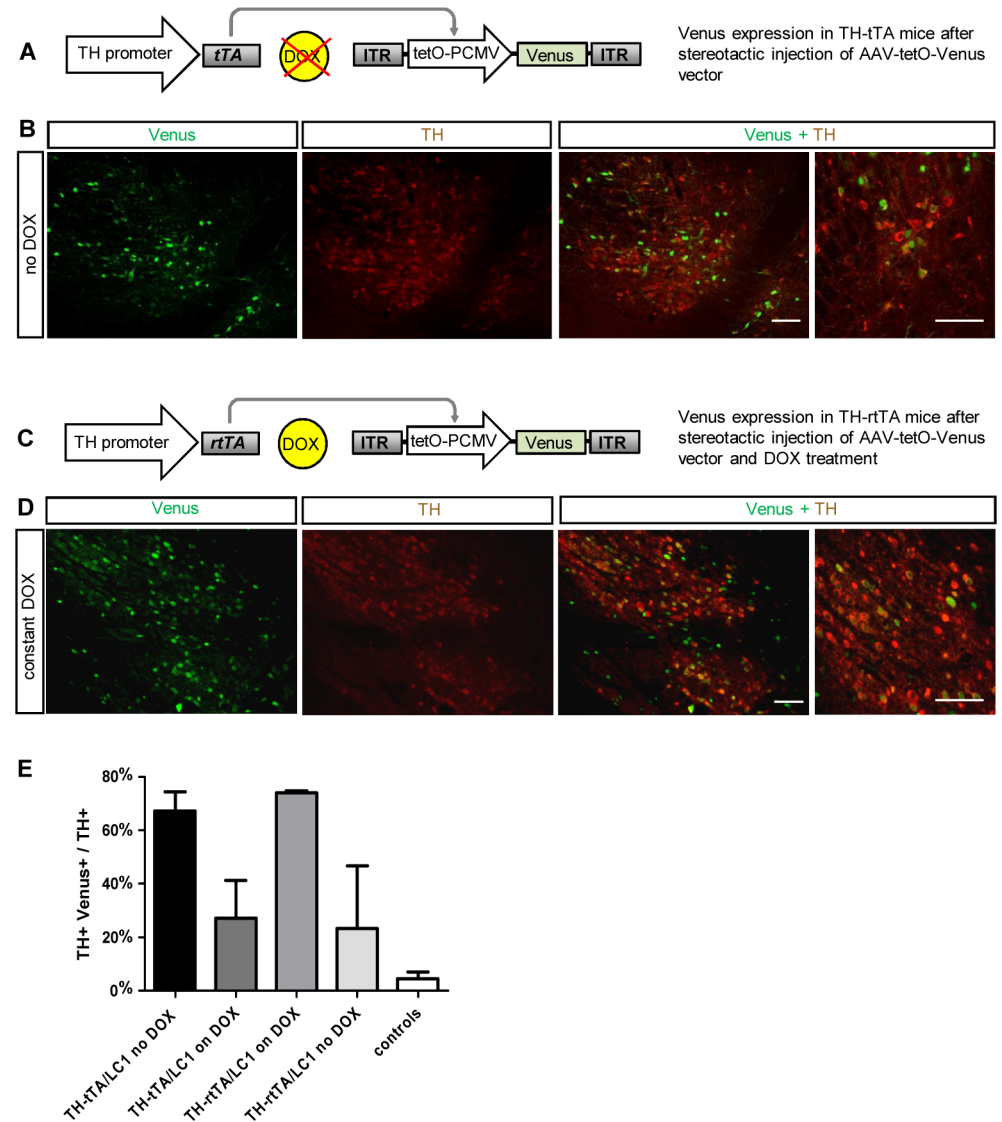 A
TH promoter
tTA
DOX
ITR
tetO-PCMV
Venus
ITR
Venus expression in TH-tTA mice after
stereotactic injection of AAV-tetO-Venus
vector
B
Venus
TH
Venus + TH
no DOX
C
TH promoter
rtTA
DOX
ITR
tetO-PCMV
Venus
ITR
Venus expression in TH-rtTA mice after
stereotactic injection of AAV-tetO-Venus
vector and DOX treatment
D
Venus
TH
Venus + TH
constant DOX
E
TH+ Venus+ / TH+
80%
60%
40%
20%
0%
TH-tTA/LC1 no DOX
TH-tTA/LC1 on DOX
TH-rtTA/LC1 on DOX
TH-rtTA/LC1 no DOX
controls